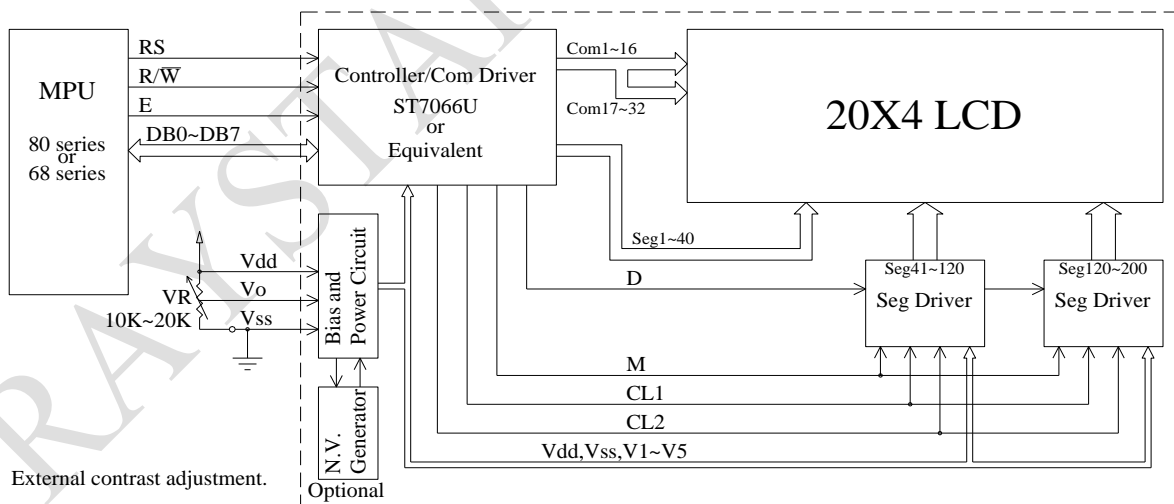 RS
R/W̅
E
DB0~DB7
MPU
80 series
or
68 series
Controller/Com Driver
ST7066U
or
Equivalent
Com1~16
Com17~32
20X4 LCD
Seg1~40
Seg41~120
Seg Driver
Seg120~200
Seg Driver
D
Vdd
Vo
Vss
VR
10K~20K
Bias and
Power Circuit
M
CL1
CL2
Vdd,Vss,V1~V5
N.V.
Generator
Optional
External contrast adjustment.
RAYSTAR